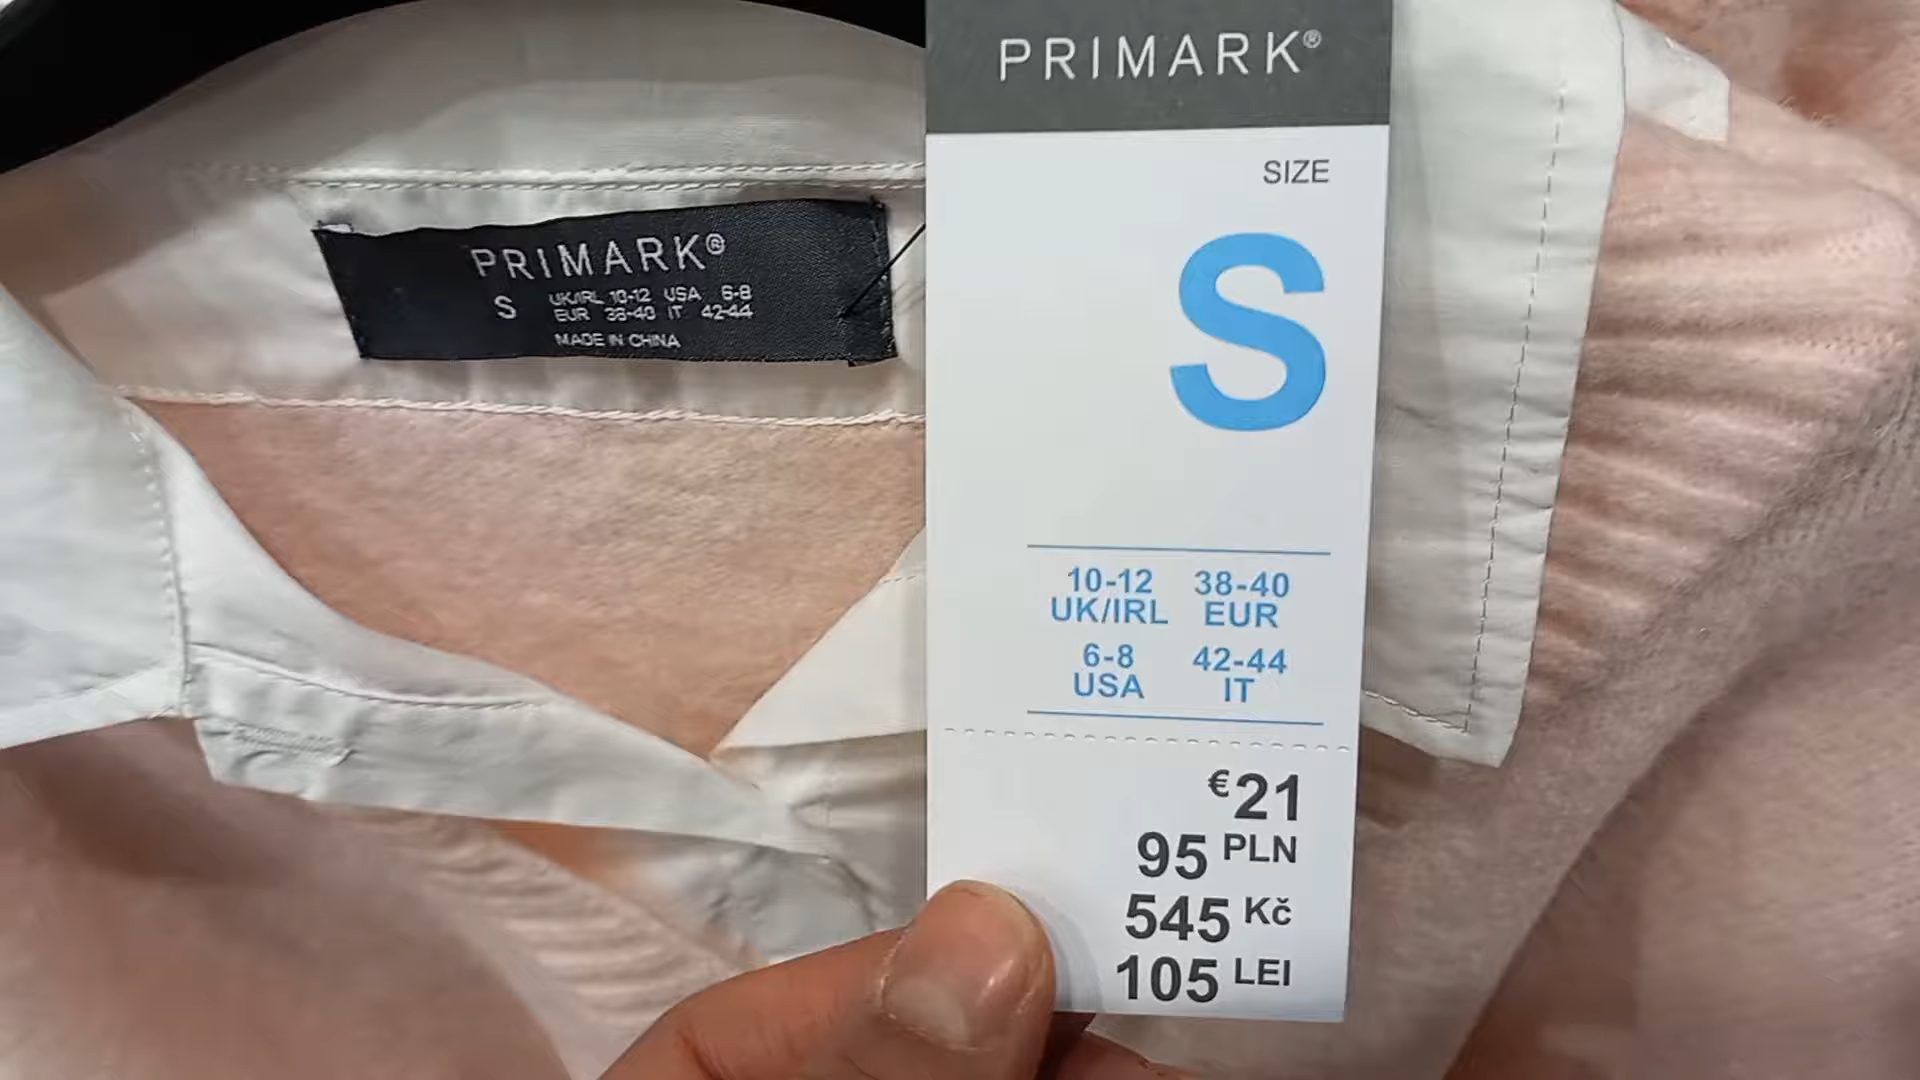 PRIMARK®
S UK/IRL 10-12 USA 6-8
EUR 38-40 IT 42-44
MADE IN CHINA
PRIMARK®
SIZE
S
10-12 38-40
UK/IRL EUR
6-8 42-44
USA IT
€21
95 PLN
545 Kč
105 LEI